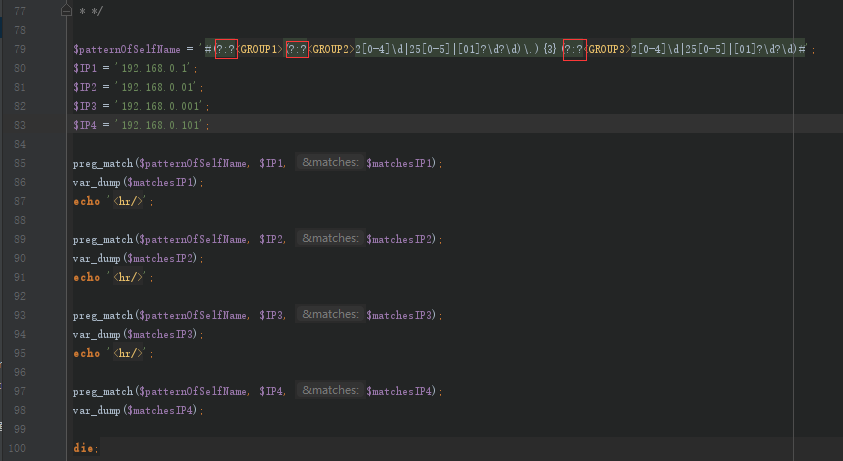 77 * */
78
79 $patternOfSelfName = '#(?:?<GROUP1>(?:?<GROUP2>2[0-4]\d|25[0-5]|[01]?\d?\d)\.){3}(?:?<GROUP3>2[0-4]\d|25[0-5]|[01]?\d?\d)#';
80 $IP1 = '192.168.0.1';
81 $IP2 = '192.168.0.01';
82 $IP3 = '192.168.0.001';
83 $IP4 = '192.168.0.101';
84
85 preg_match($patternOfSelfName, $IP1, &matches: $matchesIP1);
86 var_dump($matchesIP1);
87 echo '<hr/>';
88
89 preg_match($patternOfSelfName, $IP2, &matches: $matchesIP2);
90 var_dump($matchesIP2);
91 echo '<hr/>';
92
93 preg_match($patternOfSelfName, $IP3, &matches: $matchesIP3);
94 var_dump($matchesIP3);
95 echo '<hr/>';
96
97 preg_match($patternOfSelfName, $IP4, &matches: $matchesIP4);
98 var_dump($matchesIP4);
99
100 die;